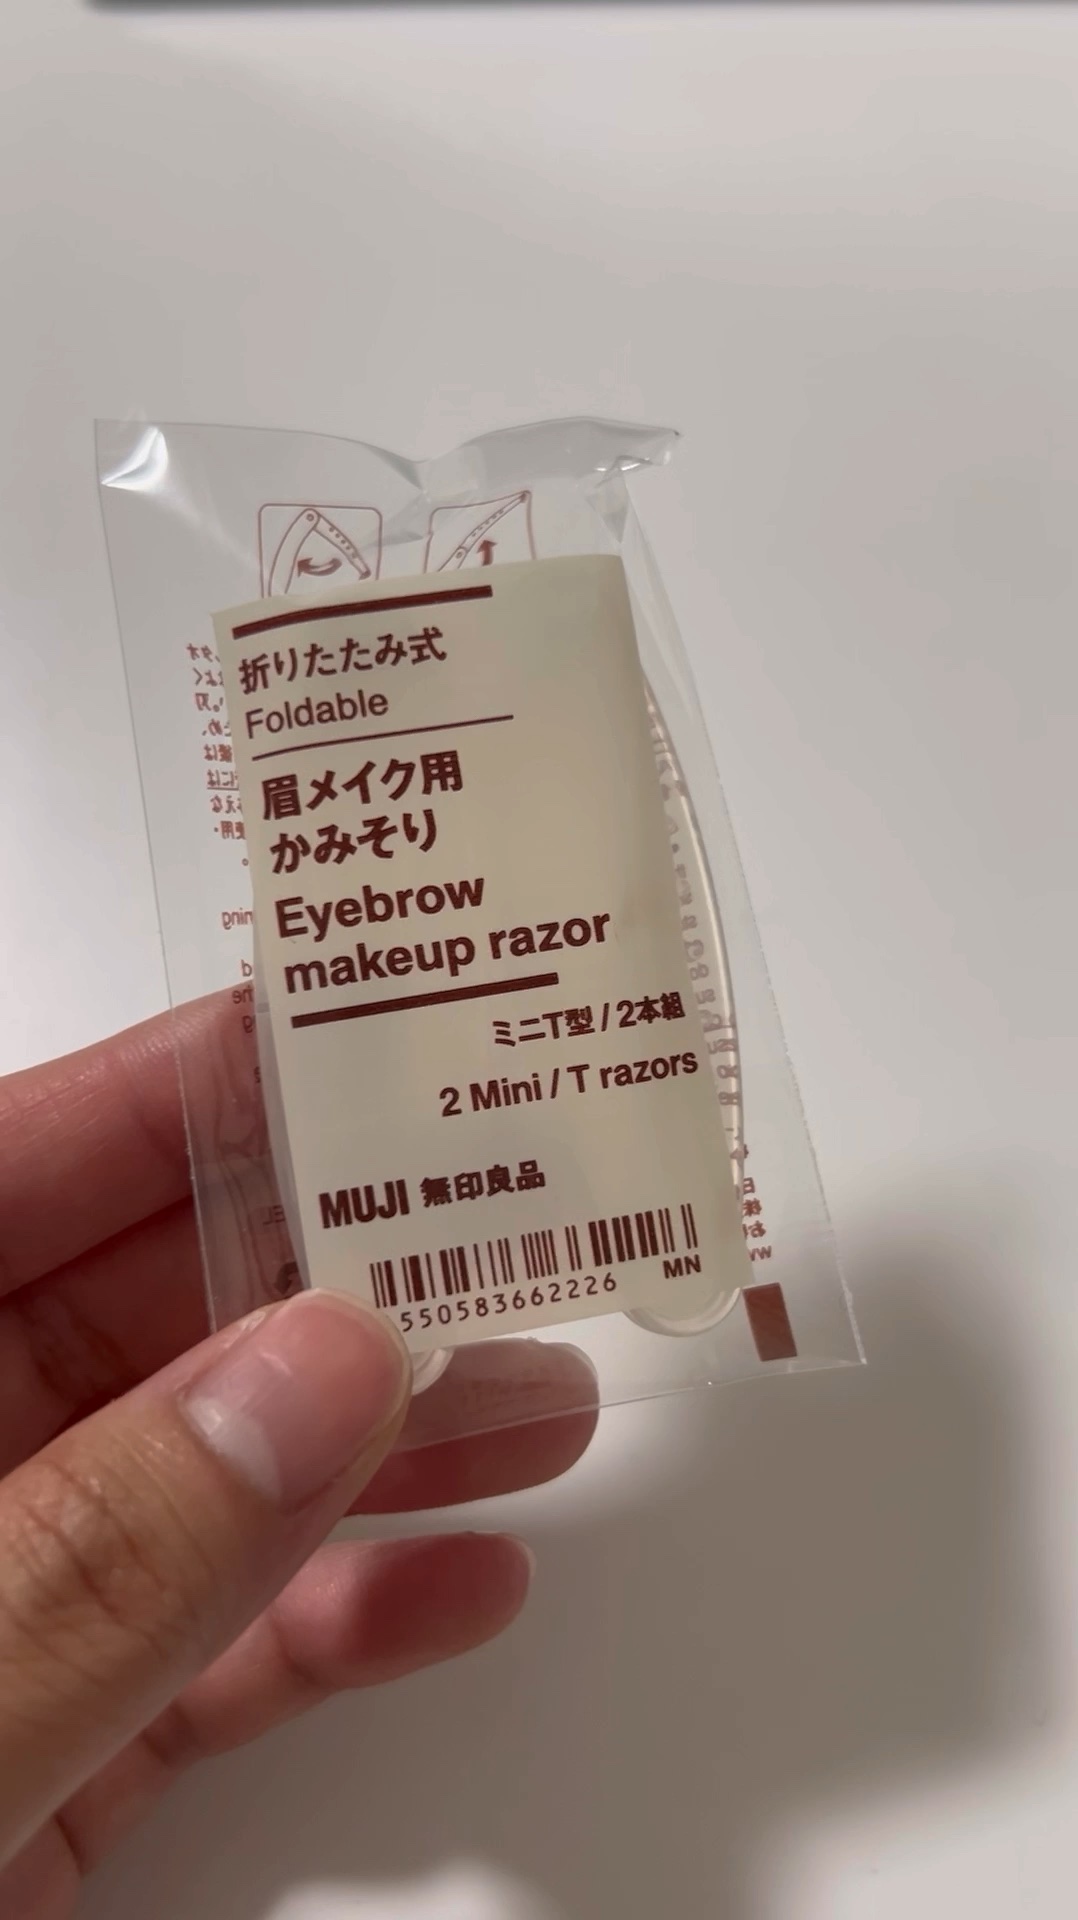 折りたたみ式
Foldable
眉メイク用
かみそり
Eyebrow
makeup razor
ミニT型 / 2本組
2 Mini / T razors
MUJI 無印良品
550583662226
MN